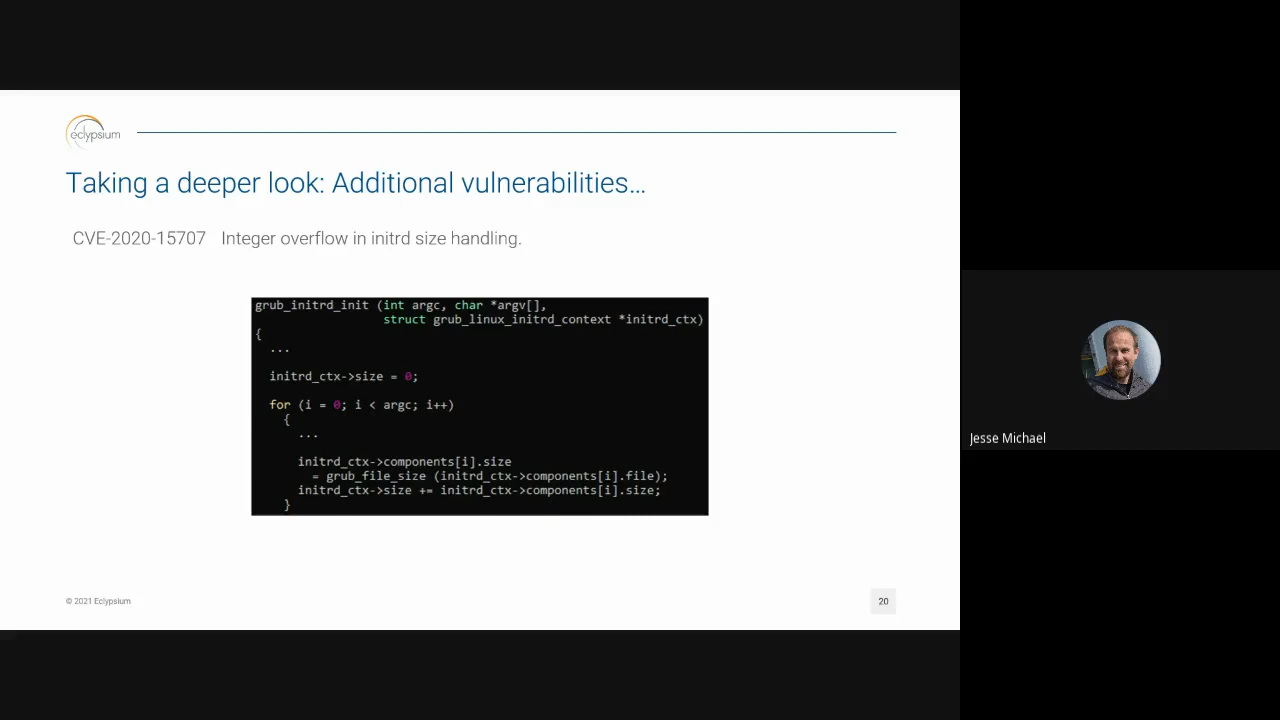 eclypsium
Taking a deeper look: Additional vulnerabilities…
CVE-2020-15707 Integer overflow in initrd size handling.
grub_initrd_init (int argc, char *argv[],
struct grub_linux_initrd_context *initrd_ctx)
{
...
initrd_ctx->size = 0;
for (i = 0; i < argc; i++)
{
...
initrd_ctx->components[i].size
= grub_file_size (initrd_ctx->components[i].file);
initrd_ctx->size += initrd_ctx->components[i].size;
}
© 2021 Eclypsium
20
Jesse Michael